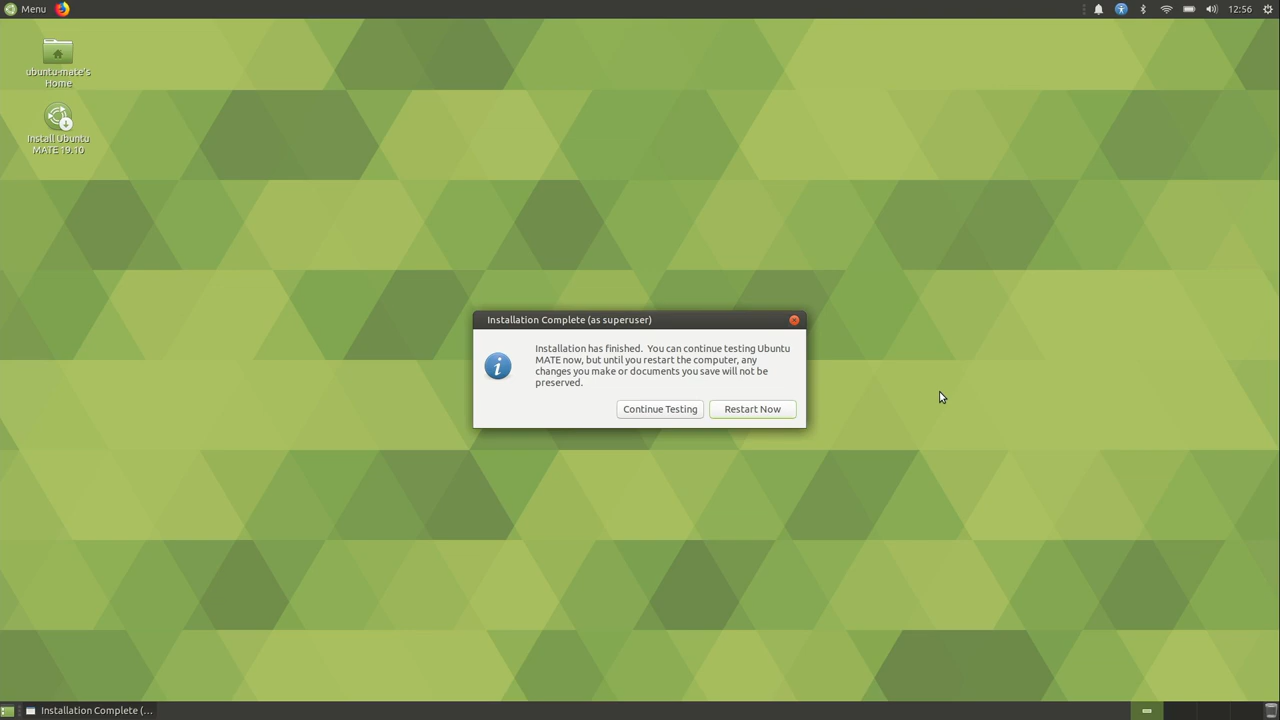 Menu
12:56
ubuntu-mate's
Home
Install Ubuntu
MATE 19.10
Installation Complete (as superuser)
Installation has finished.  You can continue testing Ubuntu
MATE now, but until you restart the computer, any
changes you make or documents you save will not be
preserved.
Continue Testing
Restart Now
Installation Complete (...